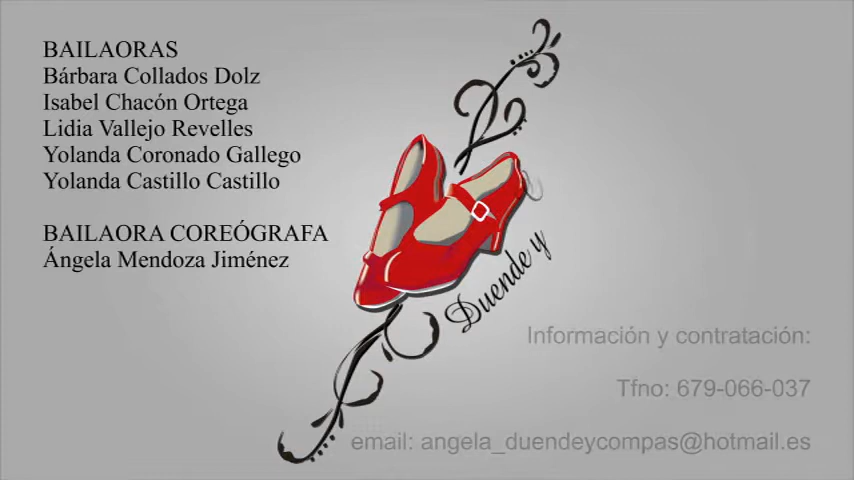 BAILAORAS
Bárbara Collados Dolz
Isabel Chacón Ortega
Lidia Vallejo Revelles
Yolanda Coronado Gallego
Yolanda Castillo Castillo
BAILAORA COREÓGRAFA
Ángela Mendoza Jiménez
Duende y
Información y contratación:
Tfno: 679-066-037
email: angela_duendeycompas@hotmail.es